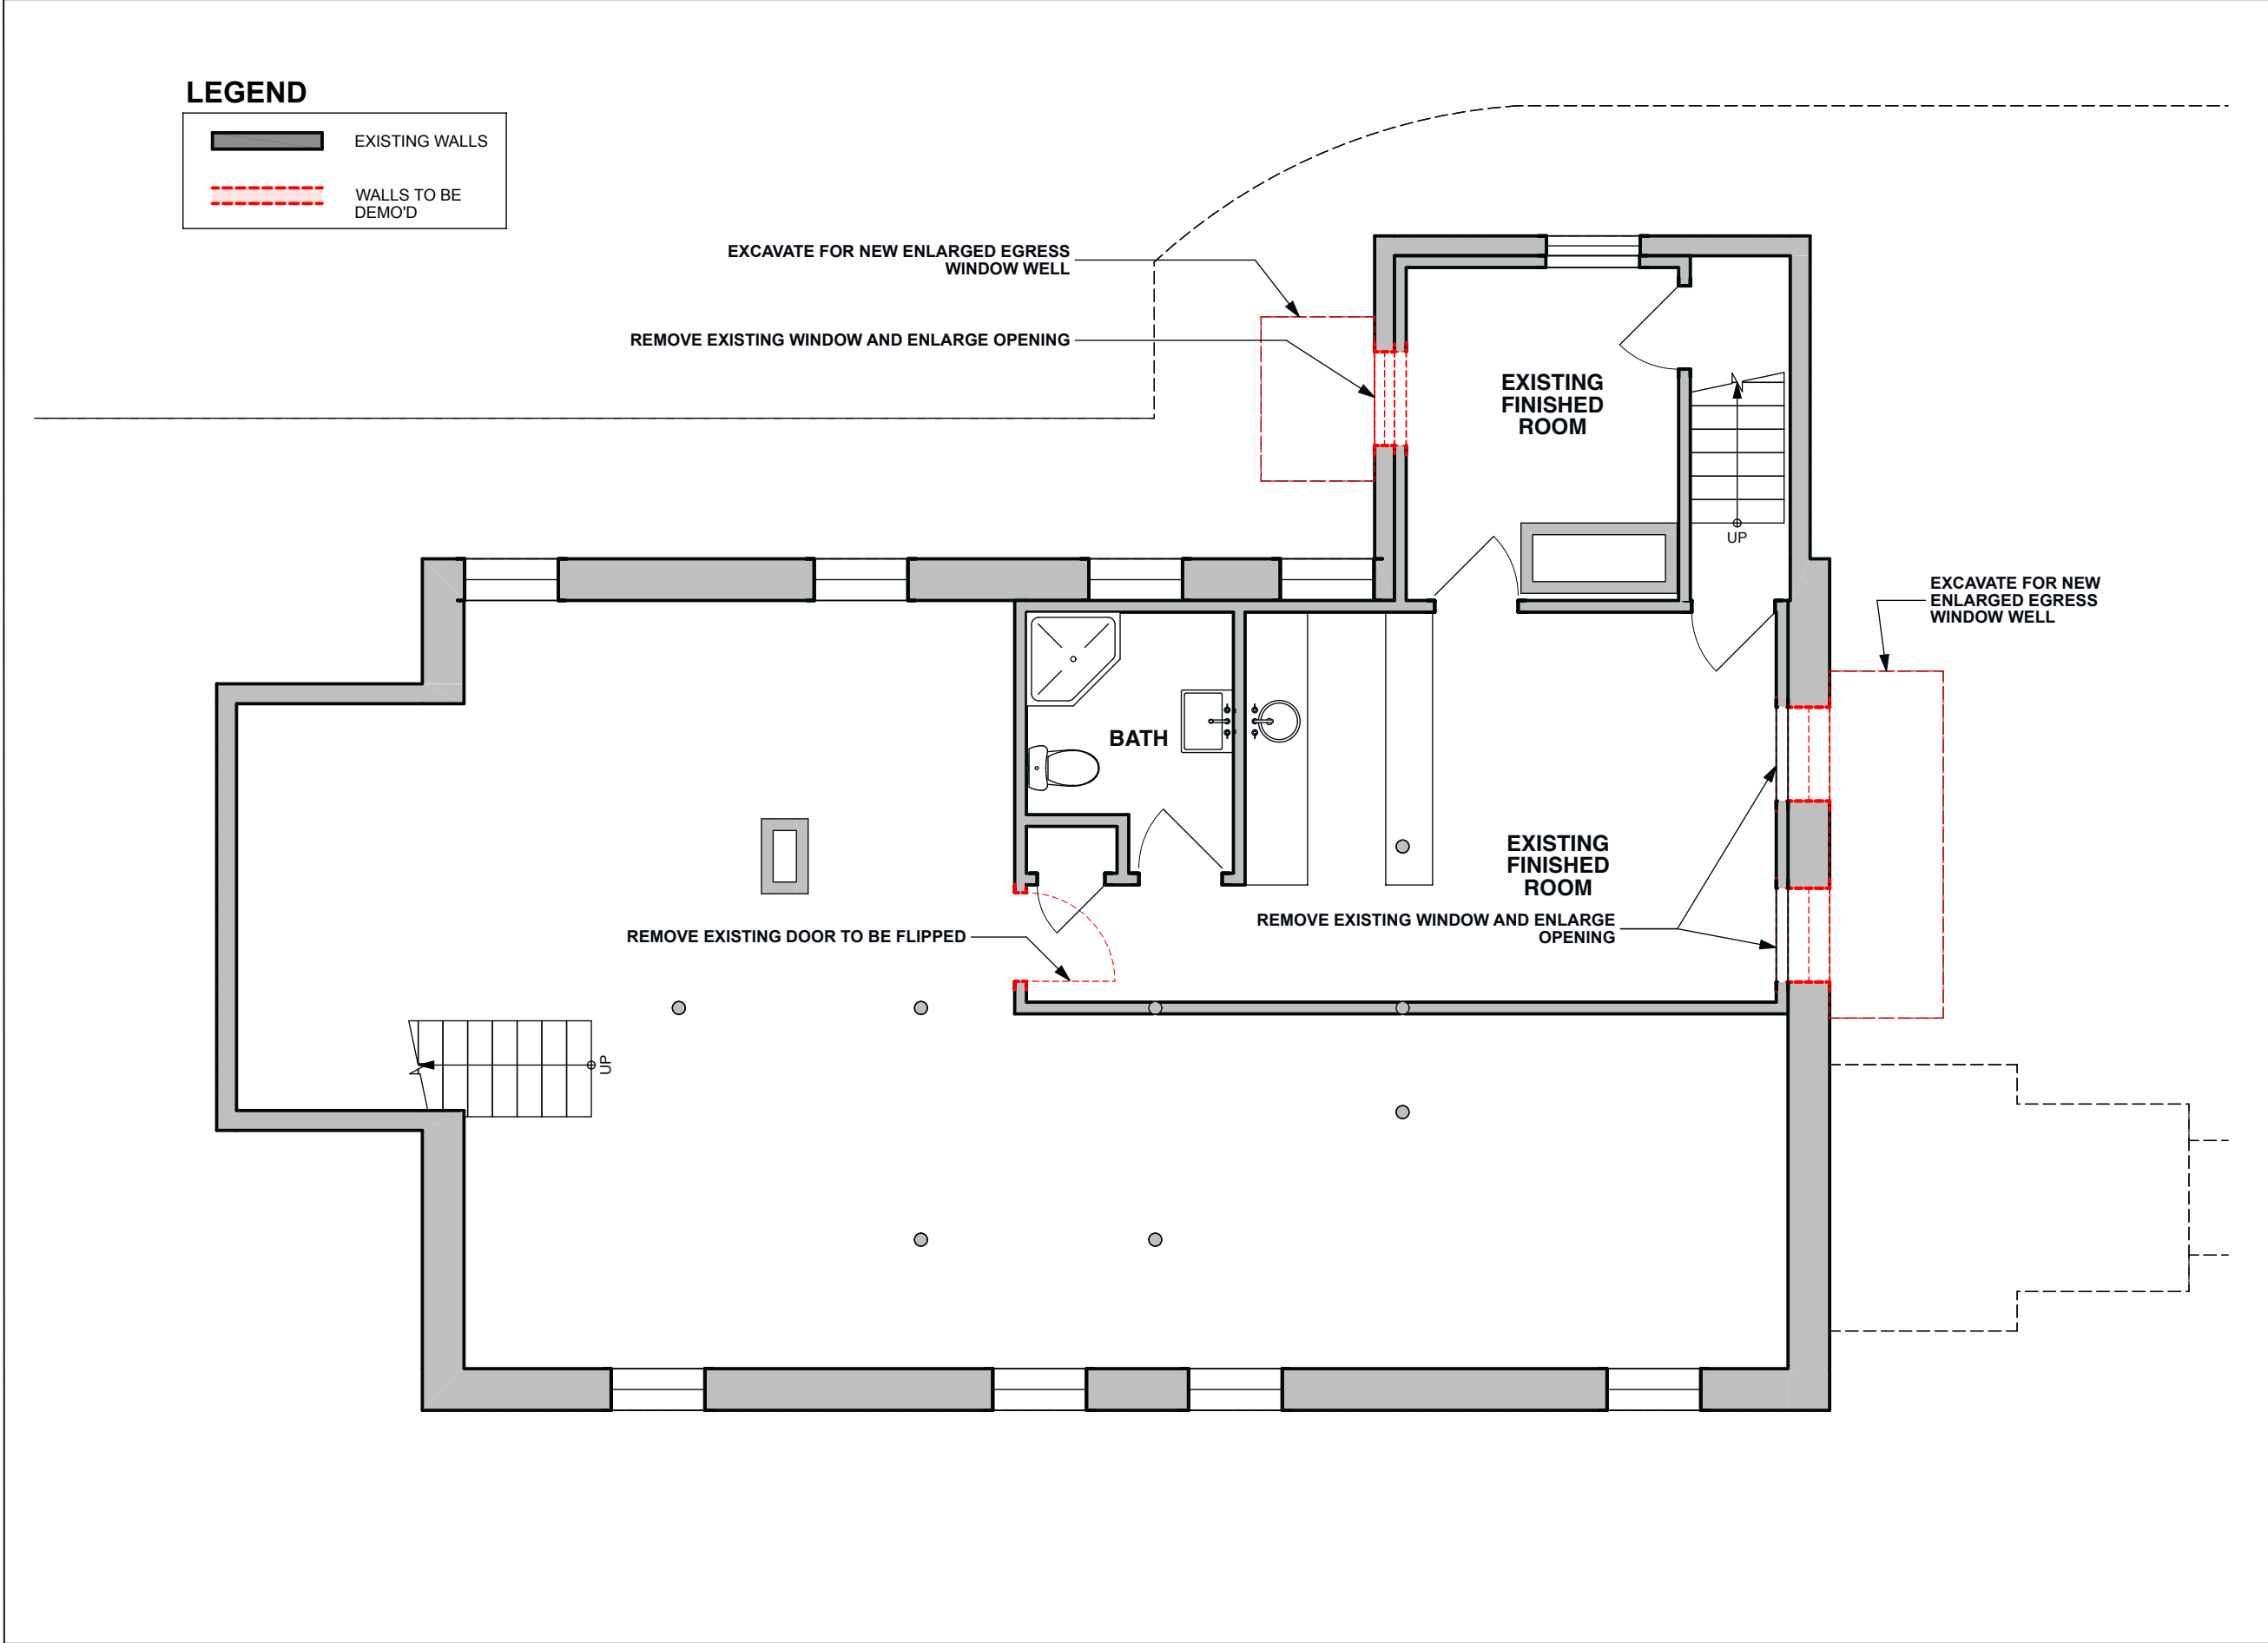 LEGEND
EXISTING WALLS
WALLS TO BE
DEMO'D
EXCAVATE FOR NEW ENLARGED EGRESS
WINDOW WELL
REMOVE EXISTING WINDOW AND ENLARGE OPENING
EXISTING
FINISHED
ROOM
UP
EXCAVATE FOR NEW
ENLARGED EGRESS
WINDOW WELL
BATH
EXISTING
FINISHED
ROOM
REMOVE EXISTING WINDOW AND ENLARGE
OPENING
REMOVE EXISTING DOOR TO BE FLIPPED
UP